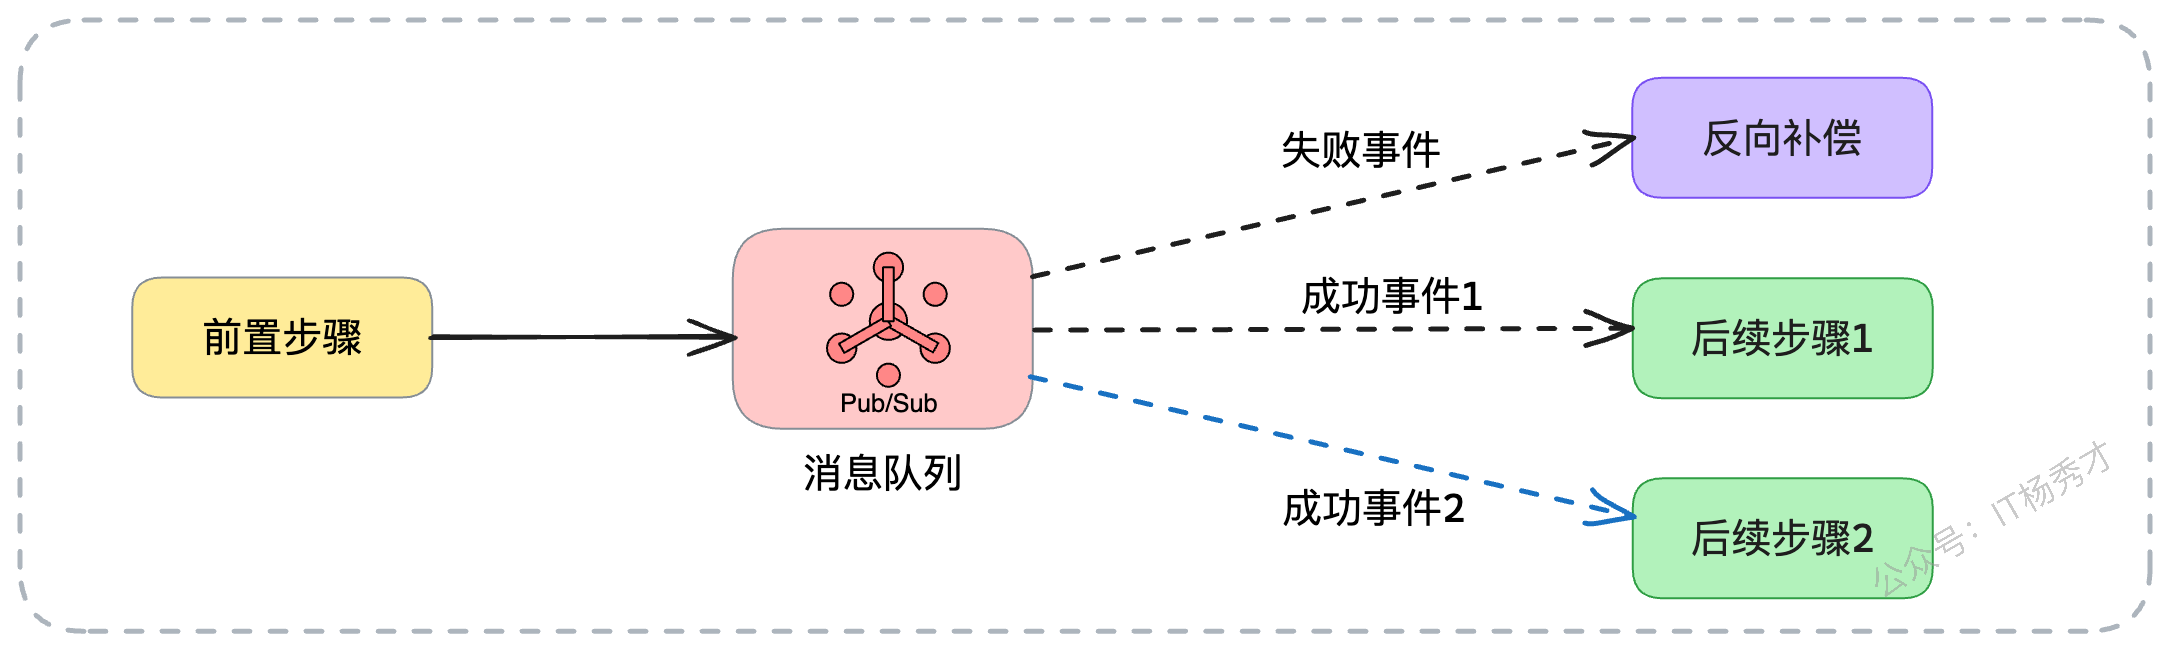 失败事件
反向补偿
前置步骤
Pub/Sub
消息队列
成功事件1
后续步骤1
成功事件2
后续步骤2
公众号：IT杨秀才